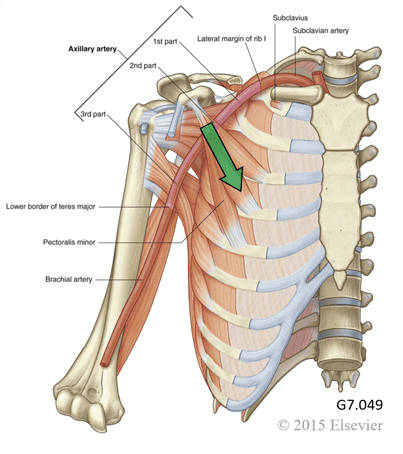 Subclavius
Subclavian artery
Lateral margin of rib I
1st part
Axillary artery
2nd part
3rd part
Lower border of teres major
Pectoralis minor
Brachial artery
G7.049
© 2015 Elsevier